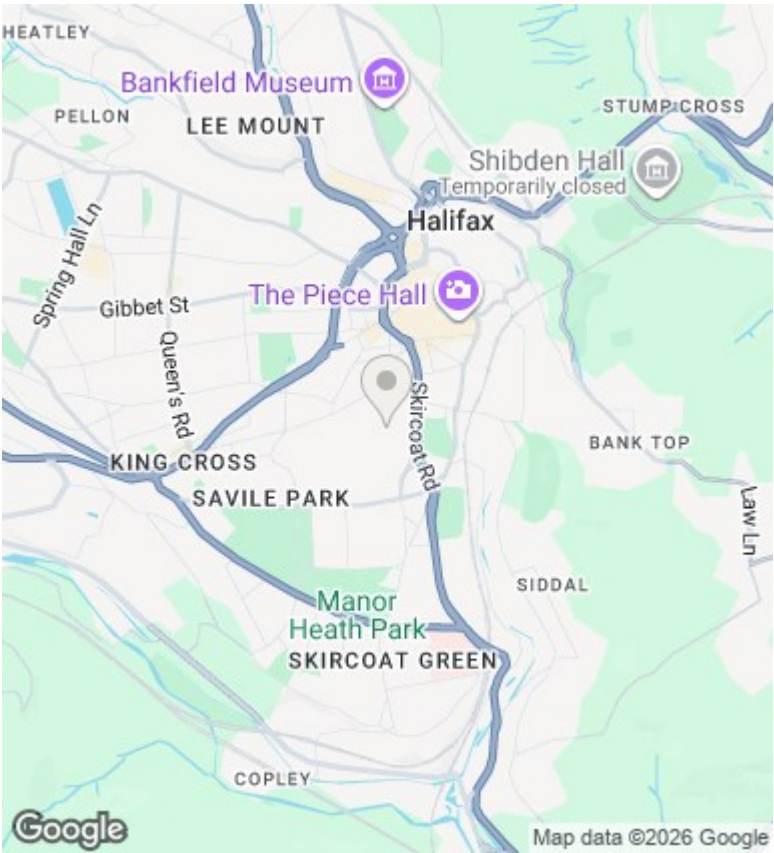 HEATLEY
Bankfield Museum
PELLON
LEE MOUNT
STUMP CROSS
Shibden Hall
Temporarily closed
Spring Hall Ln
Halifax
The Piece Hall
Gibbet St
Queen's Rd
Skircoat Rd
BANK TOP
KING CROSS
SAVILE PARK
Law Ln
SIDDAL
Manor
Heath Park
SKIRCOAT GREEN
COPLEY
Google
Map data ©2026 Google